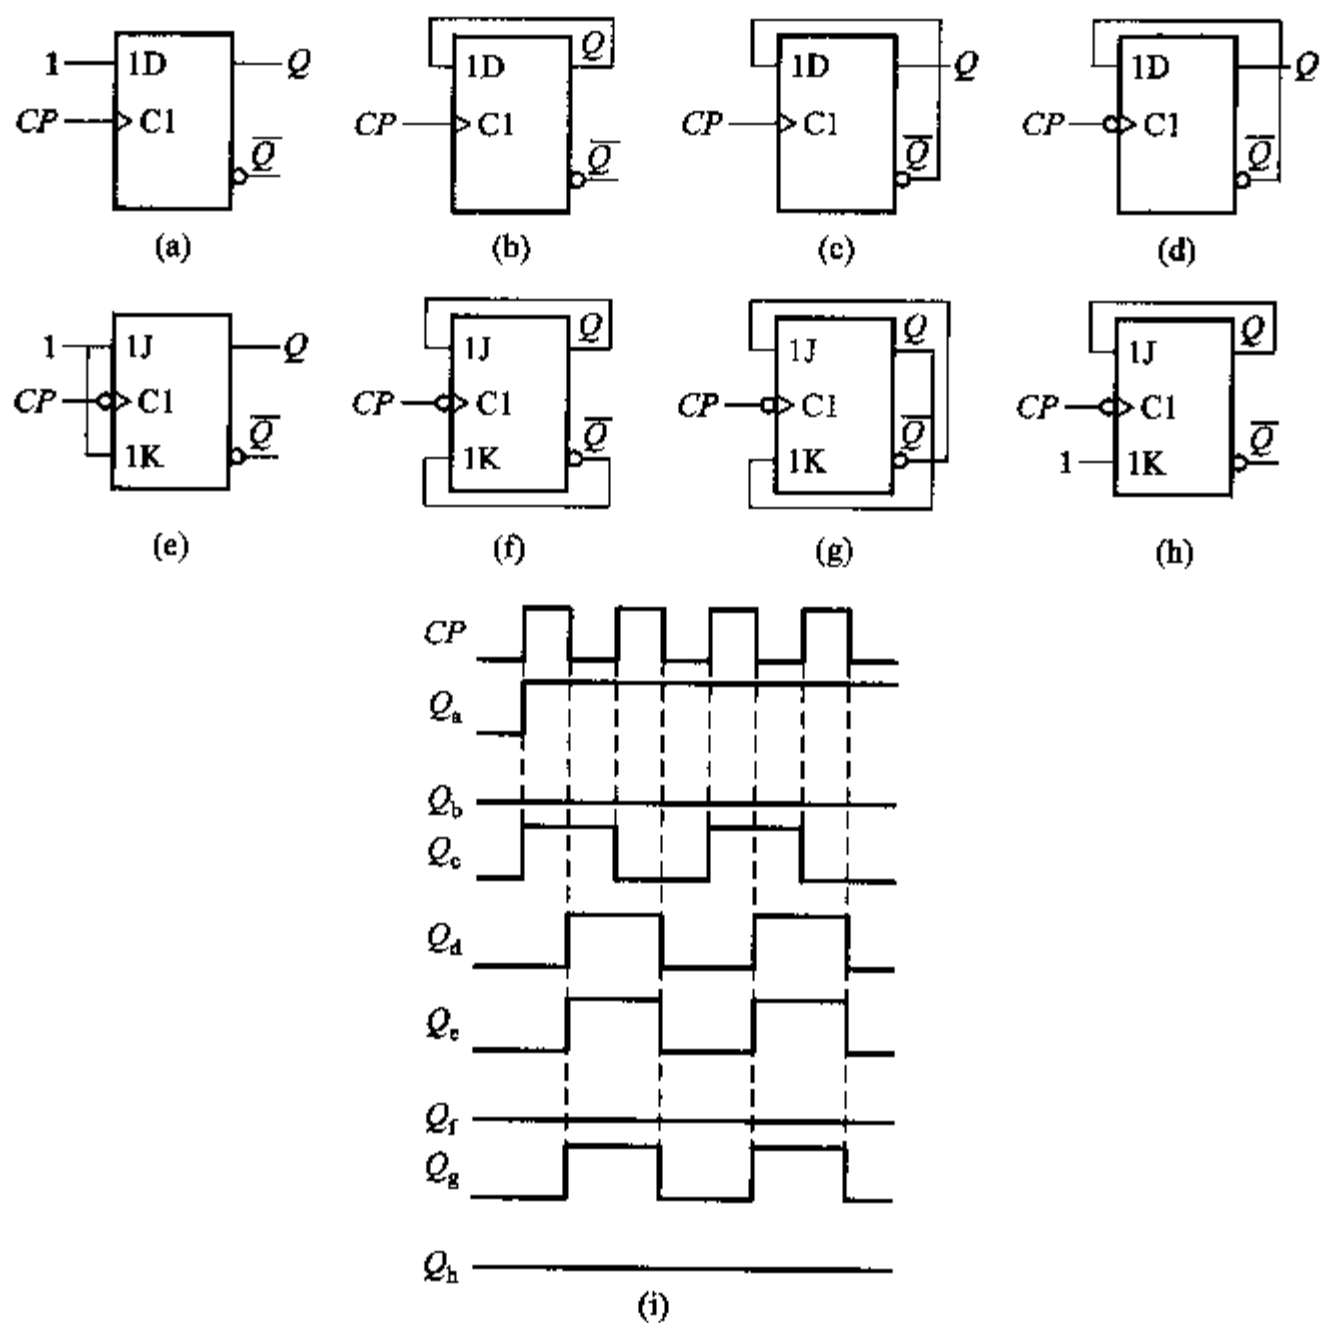 1 1D Q
CP C1
Q̅
(a)
1D Q
CP C1
Q̅
(b)
1D Q
CP C1
Q̅
(c)
1D Q
CP C1
Q̅
(d)
1 1J Q
CP C1
1K Q̅
(e)
1J Q
CP C1
1K Q̅
(f)
1J Q
CP C1
1K Q̅
(g)
1J Q
CP C1
1 1K Q̅
(h)
CP
Qa
Qb
Qc
Qd
Qe
Qf
Qg
Qh
(i)